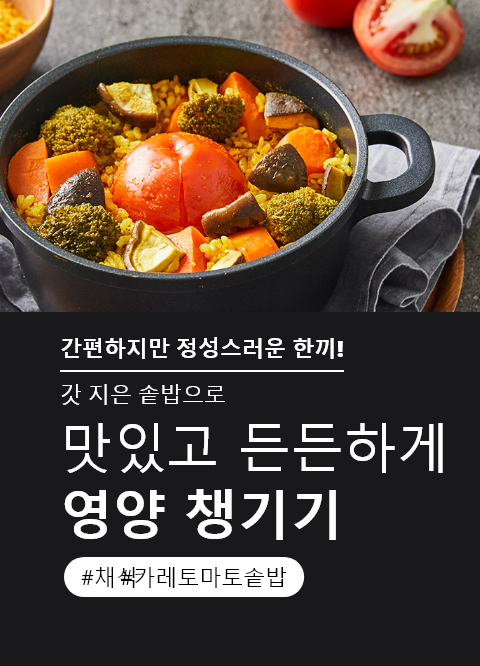 간편하지만 정성스러운 한끼!
갓 지은 솥밥으로
맛있고 든든하게
영양 챙기기
#채식카레토마토솥밥